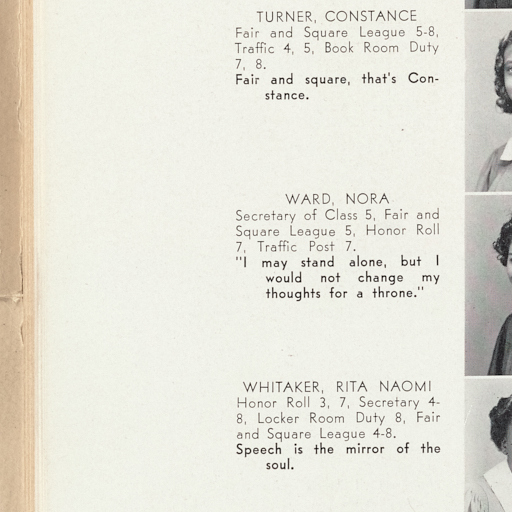 TURNER, CONSTANCE
Fair and Square League 5-8,
Traffic 4, 5, Book Room Duty
7, 8.
Fair and square, that's Con-
stance.
WARD, NORA
Secretary of Class 5, Fair and
Square League 5, Honor Roll
7, Traffic Post 7.
"I may stand alone, but I
would not change my
thoughts for a throne."
WHITAKER, RITA NAOMI
Honor Roll 3, 7, Secretary 4-
8, Locker Room Duty 8, Fair
and Square League 4-8.
Speech is the mirror of the
soul.